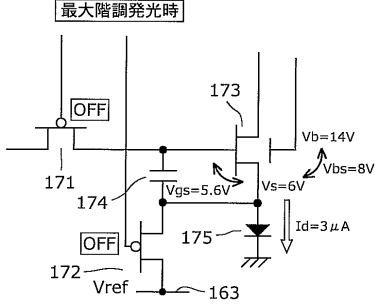 最大階調発光時
173
OFF
Vb=14V
Vbs=8V
171
174
Vgs=5.6V
Vs=6V
OFF
175
Id=3μA
172
Vref
163